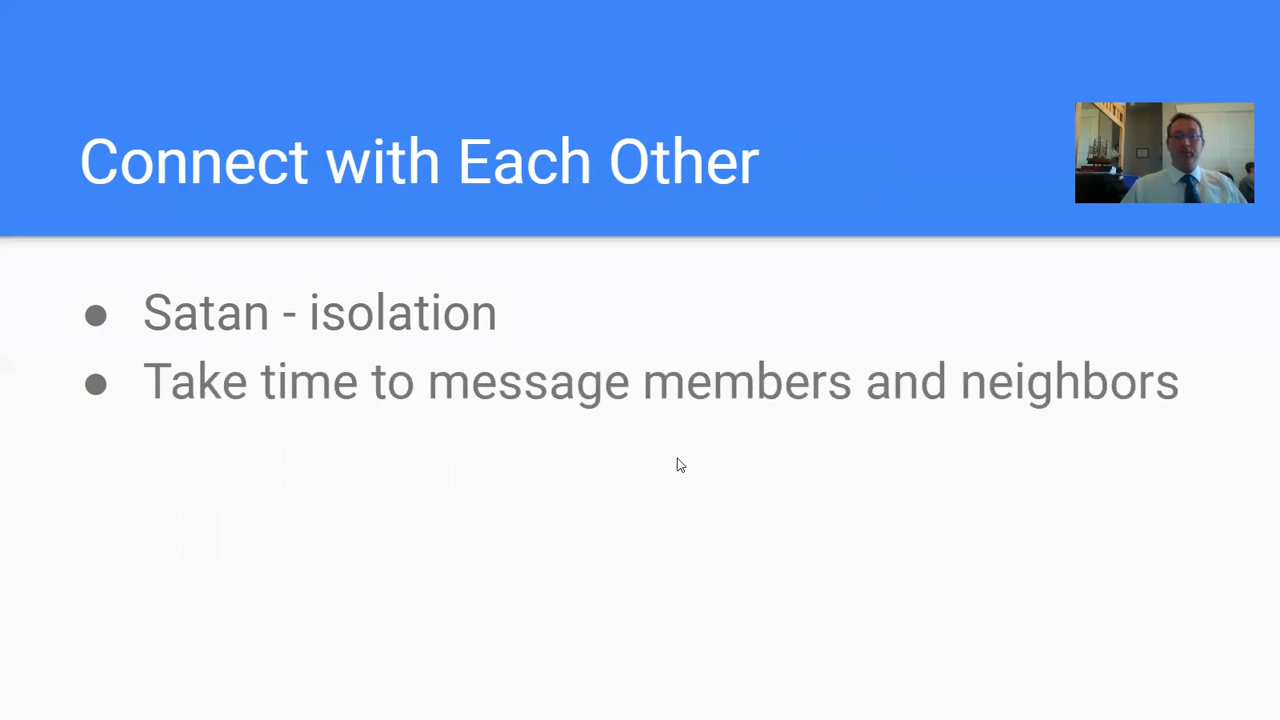 Connect with Each Other
● Satan - isolation
● Take time to message members and neighbors